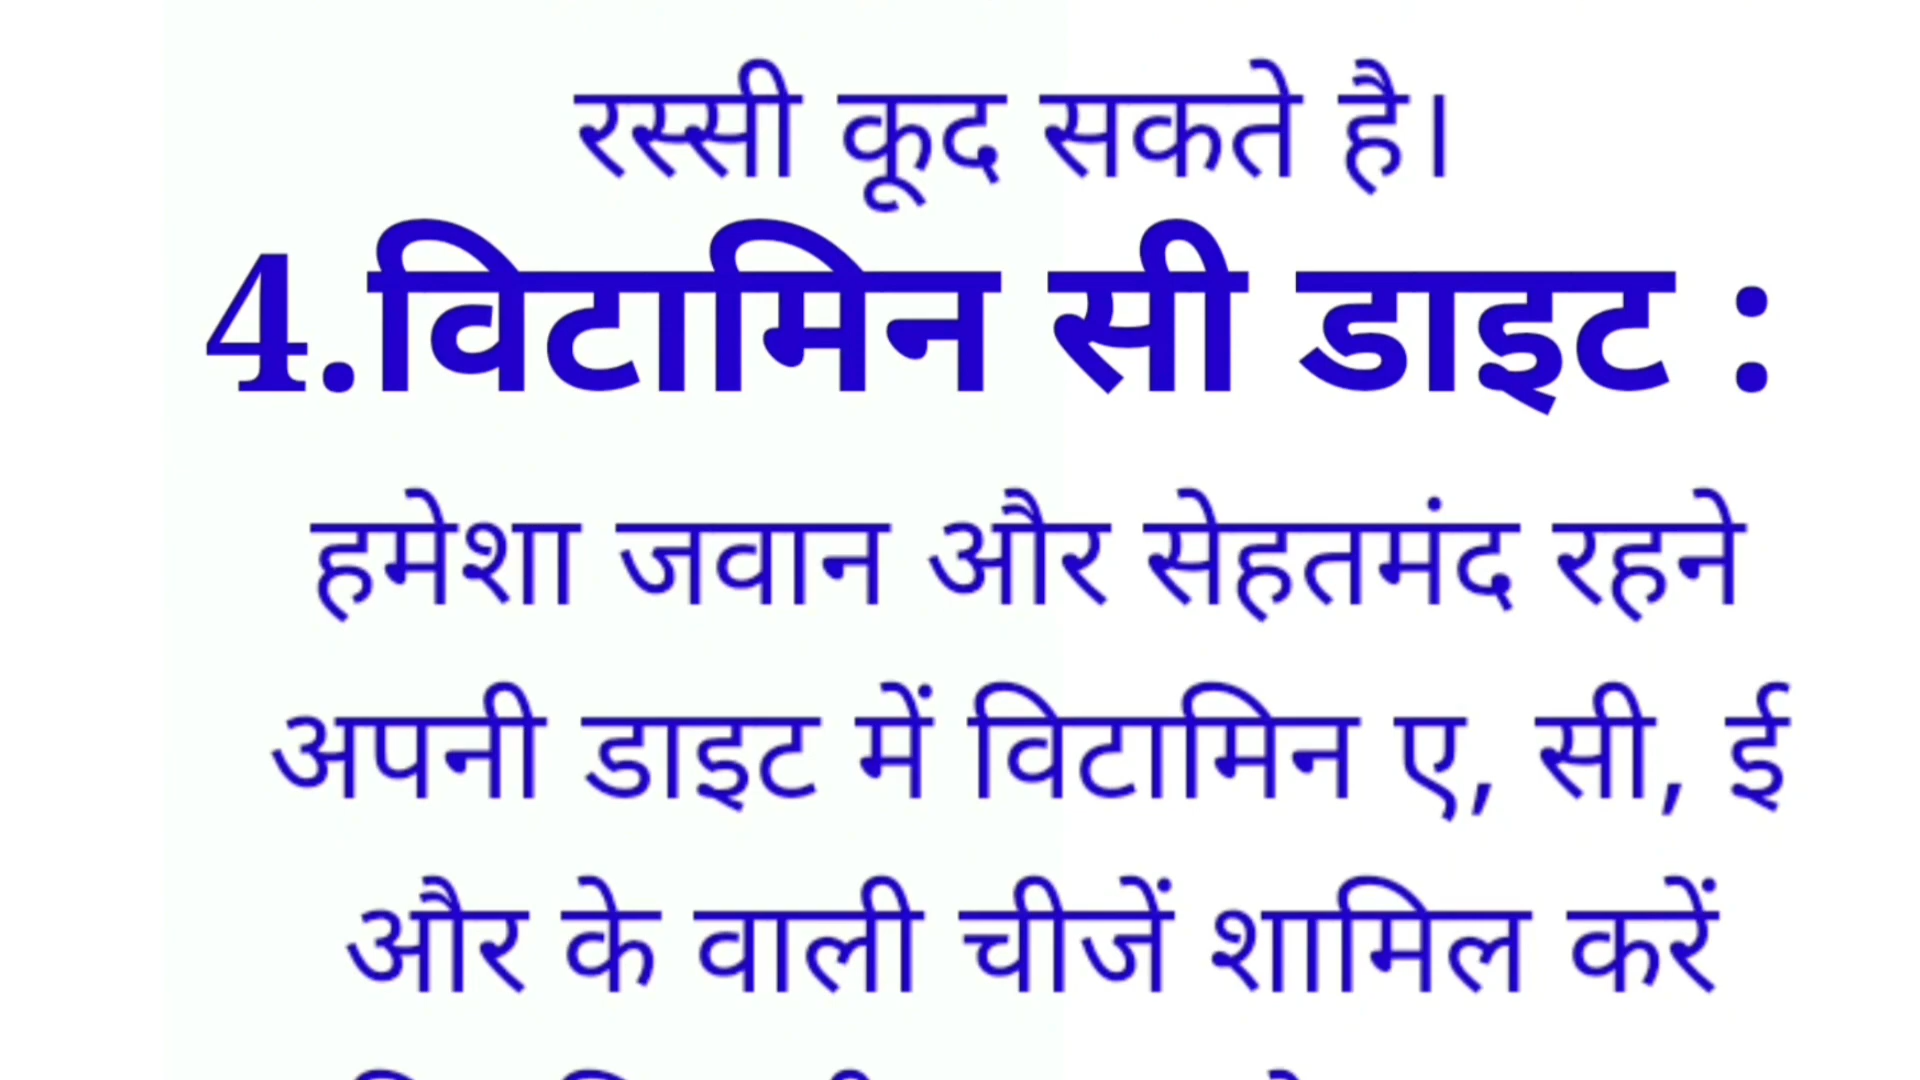 रस्सी कूद सकते है।
4.विटामिन सी डाइट :
हमेशा जवान और सेहतमंद रहने
अपनी डाइट में विटामिन ए, सी, ई
और के वाली चीजें शामिल करें